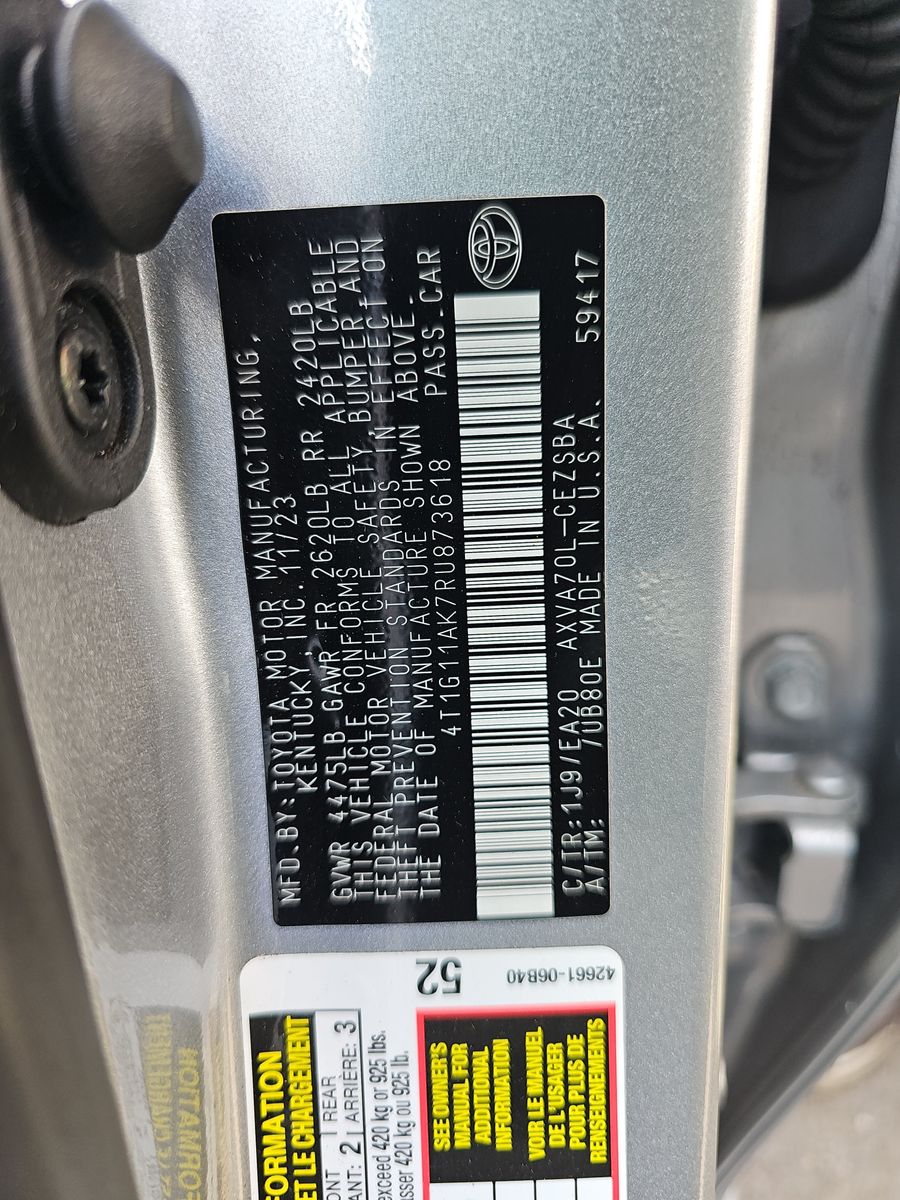 MFD.BY:TOYOTA MOTOR MANUFACTURING,
KENTUCKY,INC. 11/23
GVWR 4475LB GAWR FR 2620LB RR 2420LB
THIS VEHICLE CONFORMS TO ALL APPLICABLE
FEDERAL MOTOR VEHICLE SAFETY,BUMPER,AND
THEFT PREVENTION STANDARDS IN EFFECT ON
THE DATE OF MANUFACTURE SHOWN ABOVE.
4T1G11AK7RU873618 PASS.CAR
C/TR:1J9/EA20 AXVA70L-CEZSBA
A/TM: /UB80E MADE IN U.S.A. 59417
52
42661-06B40
FORMATION
ET LE CHARGEMENT
REAR 3
2 ARRIÈRE:
exceed 420 kg or 925 lbs.
420 kg ou 925 lb.
SEE OWNER'S
MANUAL FOR
ADDITIONAL
INFORMATION
VOIR LE MANUEL
DE L'USAGER
POUR PLUS DE
RENSEIGNEMENTS